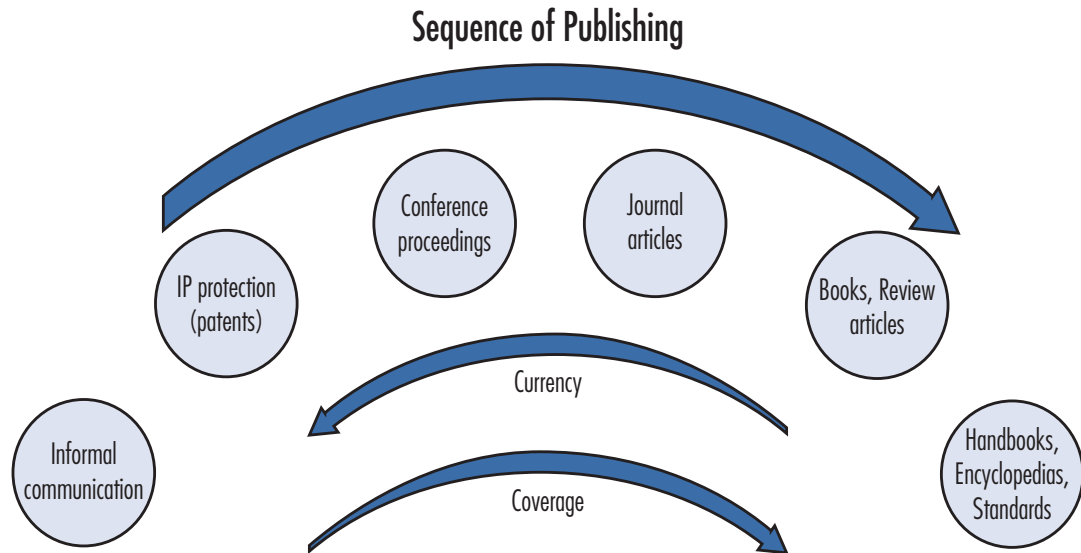 Sequence of Publishing
Informal
communication
IP protection
(patents)
Conference
proceedings
Journal
articles
Books, Review
articles
Handbooks,
Encyclopedias,
Standards
Currency
Coverage